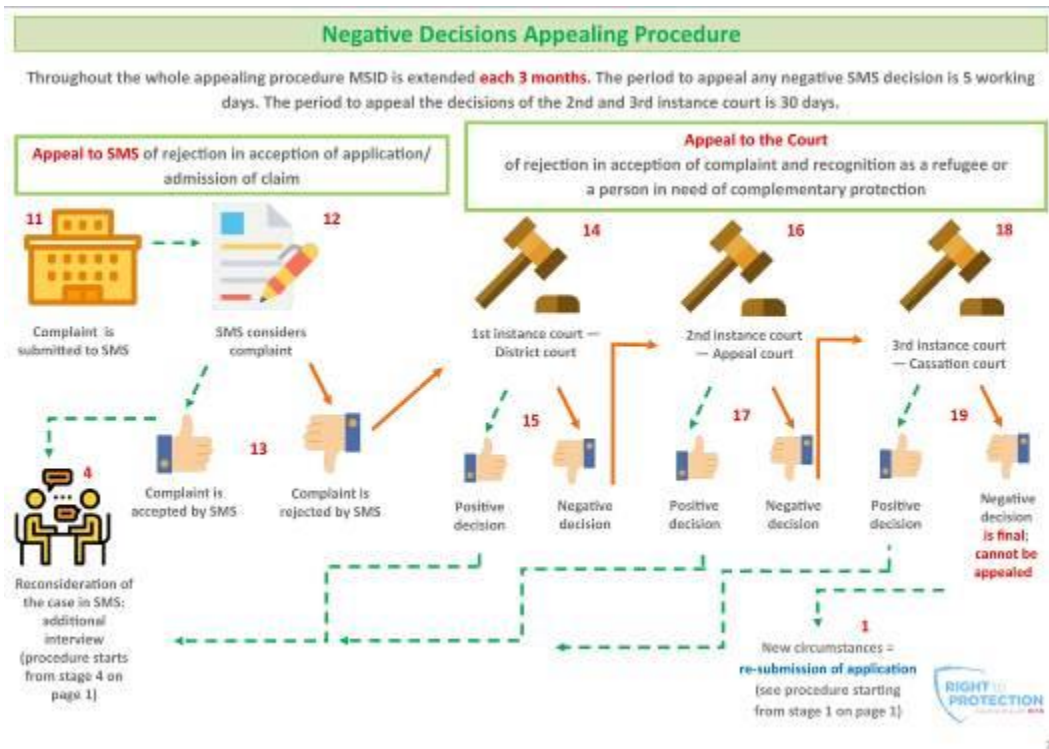 Negative Decisions Appealing Procedure
Throughout the whole appealing procedure MSID is extended each 3 months. The period to appeal any negative SMS decision is 5 working
days. The period to appeal the decisions of the 2nd and 3rd instance court is 30 days.
Appeal to SMS of rejection in acception of application/
admission of claim
Appeal to the Court
of rejection in acception of complaint and recognition as a refugee or
a person in need of complementary protection
11
12
14
16
18
Complaint is
submitted to SMS
SMS considers
complaint
1st instance court —
District court
2nd instance court
— Appeal court
3rd instance court
— Cassation court
13
15
17
19
4
Complaint is
accepted by SMS
Complaint is
rejected by SMS
Positive
decision
Negative
decision
Positive
decision
Negative
decision
Positive
decision
Negative
decision
is final;
cannot be
appealed
Reconsideration of
the case in SMS:
additional
interview
(procedure starts
from stage 4 on
page 1)
1
New circumstances =
re-submission of application
(see procedure starting
from stage 1 on page 1)
RIGHT TO
PROTECTION